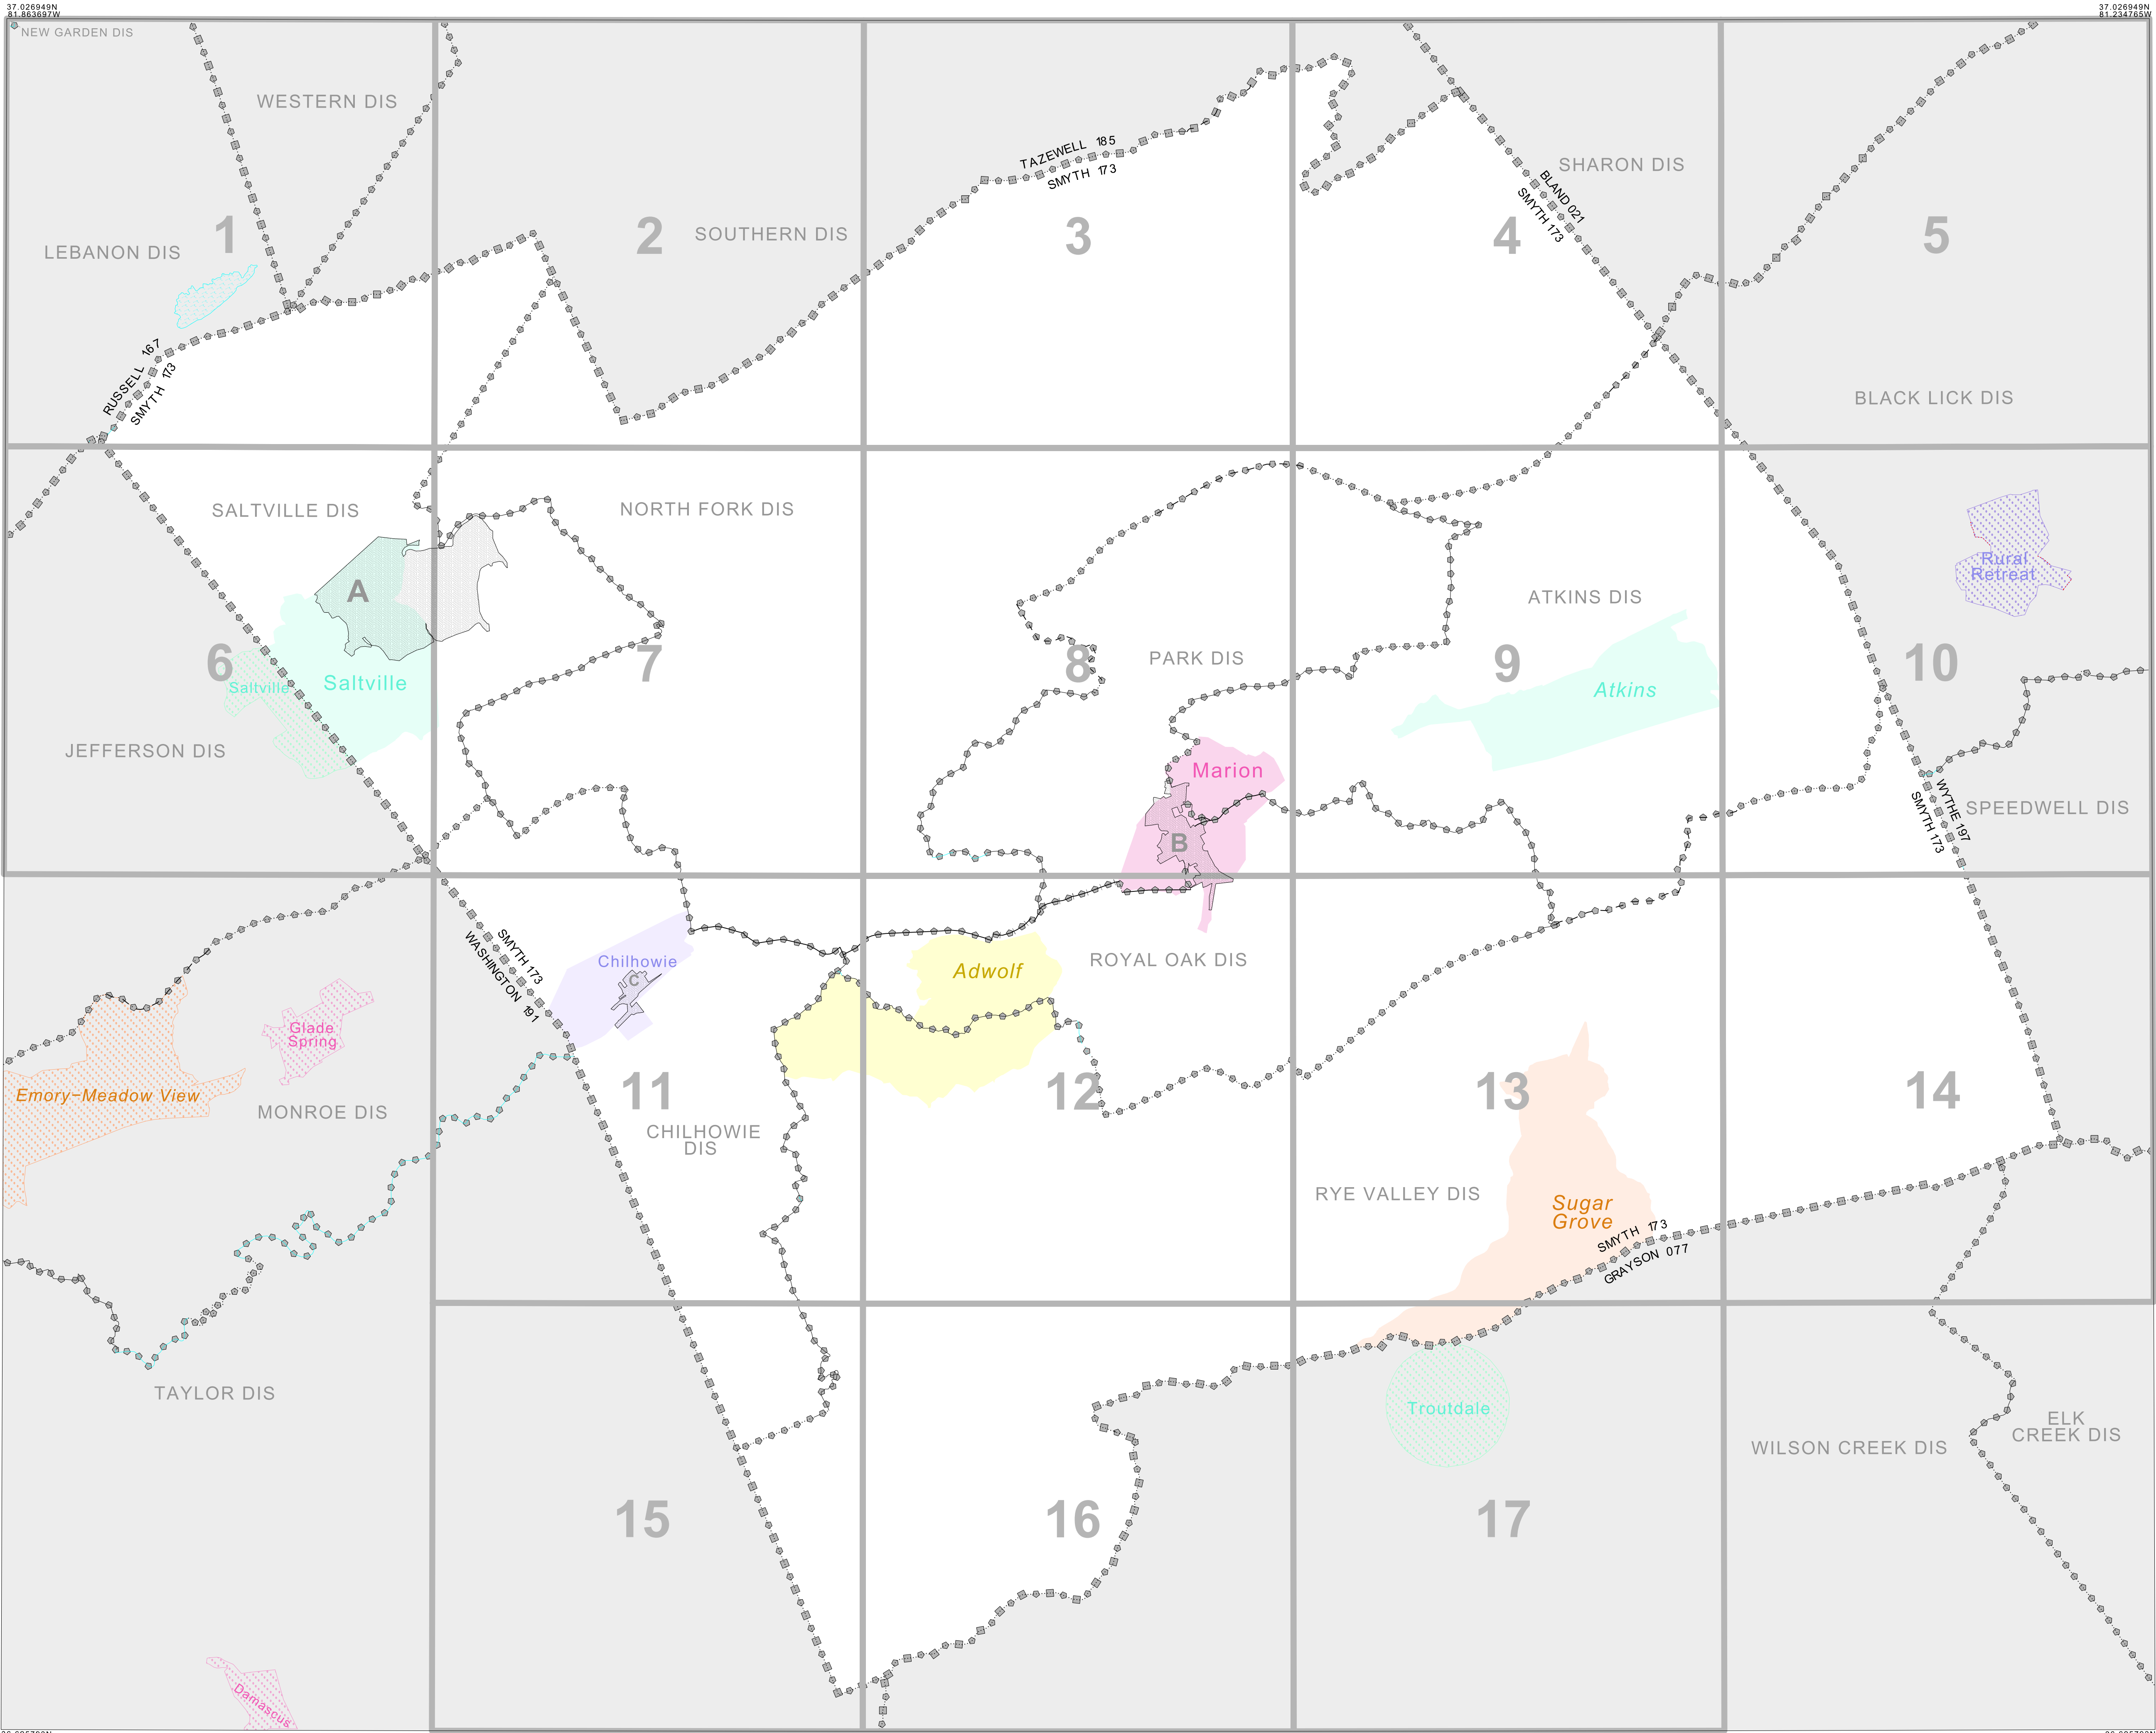 37.026949N
81.863697W
37.026949N
81.234765W
NEW GARDEN DIS
WESTERN DIS
TAZEWELL 185
SMYTH 173
SHARON DIS
BLAND 021
SMYTH 173
LEBANON DIS
1
2
SOUTHERN DIS
3
4
5
RUSSELL 167
SMYTH 173
BLACK LICK DIS
SALTVILLE DIS
NORTH FORK DIS
A
ATKINS DIS
Rural
Retreat
6
Saltville
Saltville
7
8
PARK DIS
9
Atkins
10
JEFFERSON DIS
Marion
B
WYTHE 197
SMYTH 173
SPEEDWELL DIS
SMYTH 173
WASHINGTON 191
Chilhowie
C
Adwolf
ROYAL OAK DIS
Glade
Spring
Emory-Meadow View
MONROE DIS
11
CHILHOWIE
DIS
12
13
14
RYE VALLEY DIS
Sugar
Grove
SMYTH 173
GRAYSON 077
TAYLOR DIS
Troutdale
WILSON CREEK DIS
ELK
CREEK DIS
15
16
17
Damascus